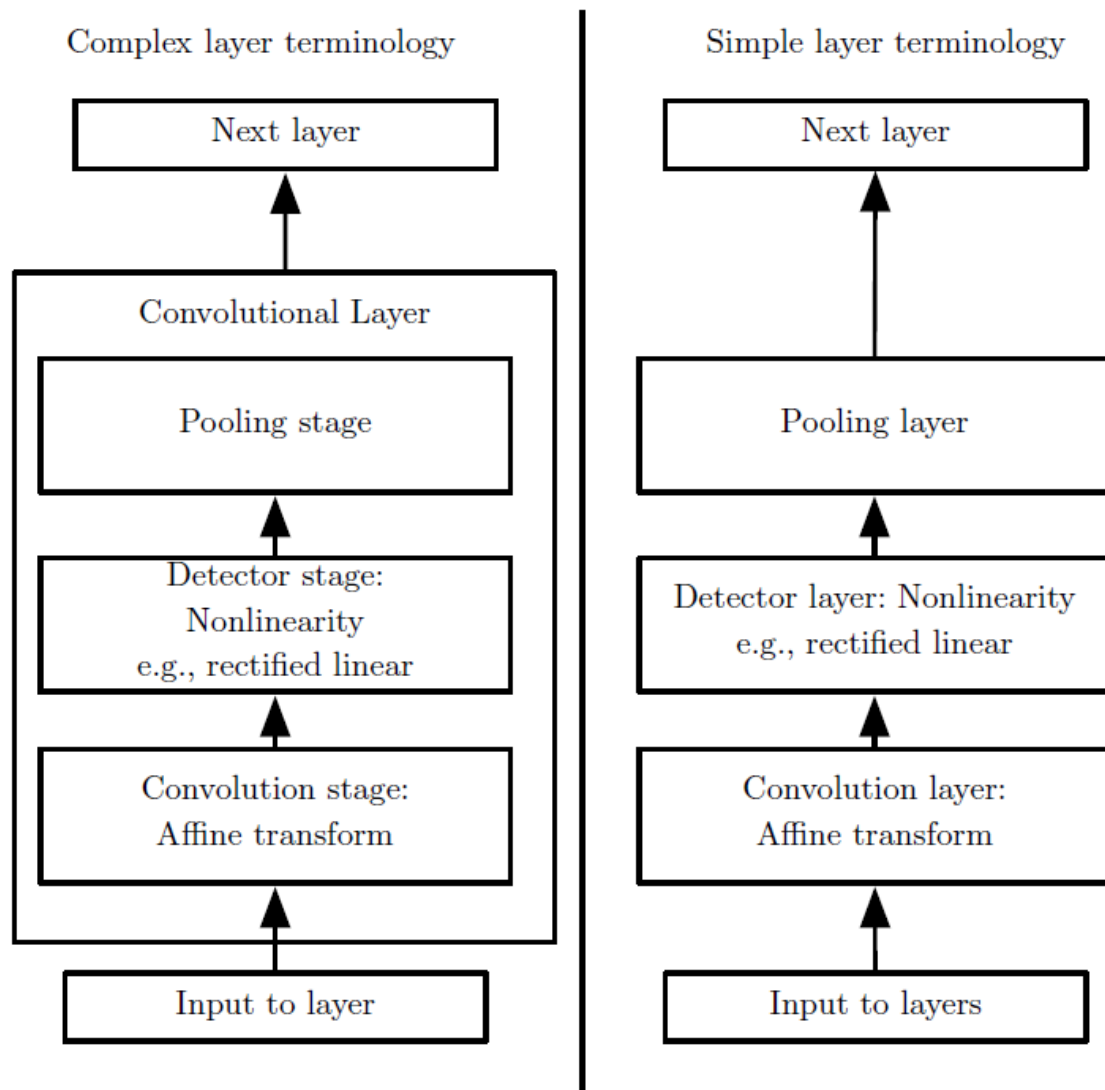 Complex layer terminology
Next layer
Convolutional Layer
Pooling stage
Detector stage:
Nonlinearity
e.g., rectified linear
Convolution stage:
Affine transform
Input to layer
Simple layer terminology
Next layer
Pooling layer
Detector layer: Nonlinearity
e.g., rectified linear
Convolution layer:
Affine transform
Input to layers